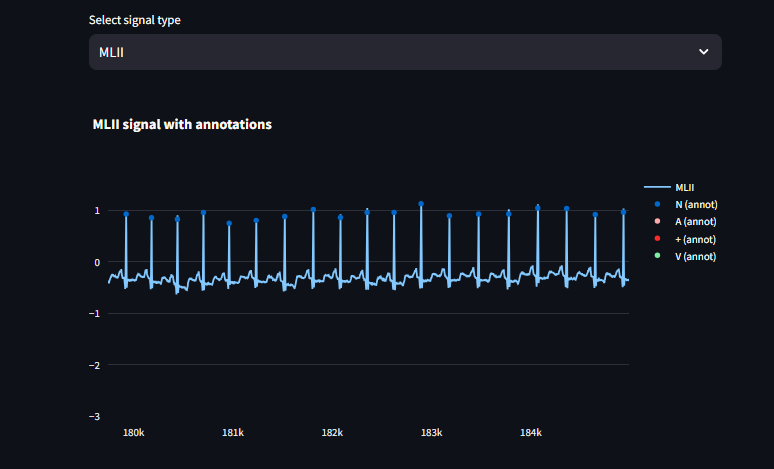 Select signal type
MLII
MLII signal with annotations
MLII
N (annot)
A (annot)
+ (annot)
V (annot)
1
0
−1
−2
−3
180k 181k 182k 183k 184k